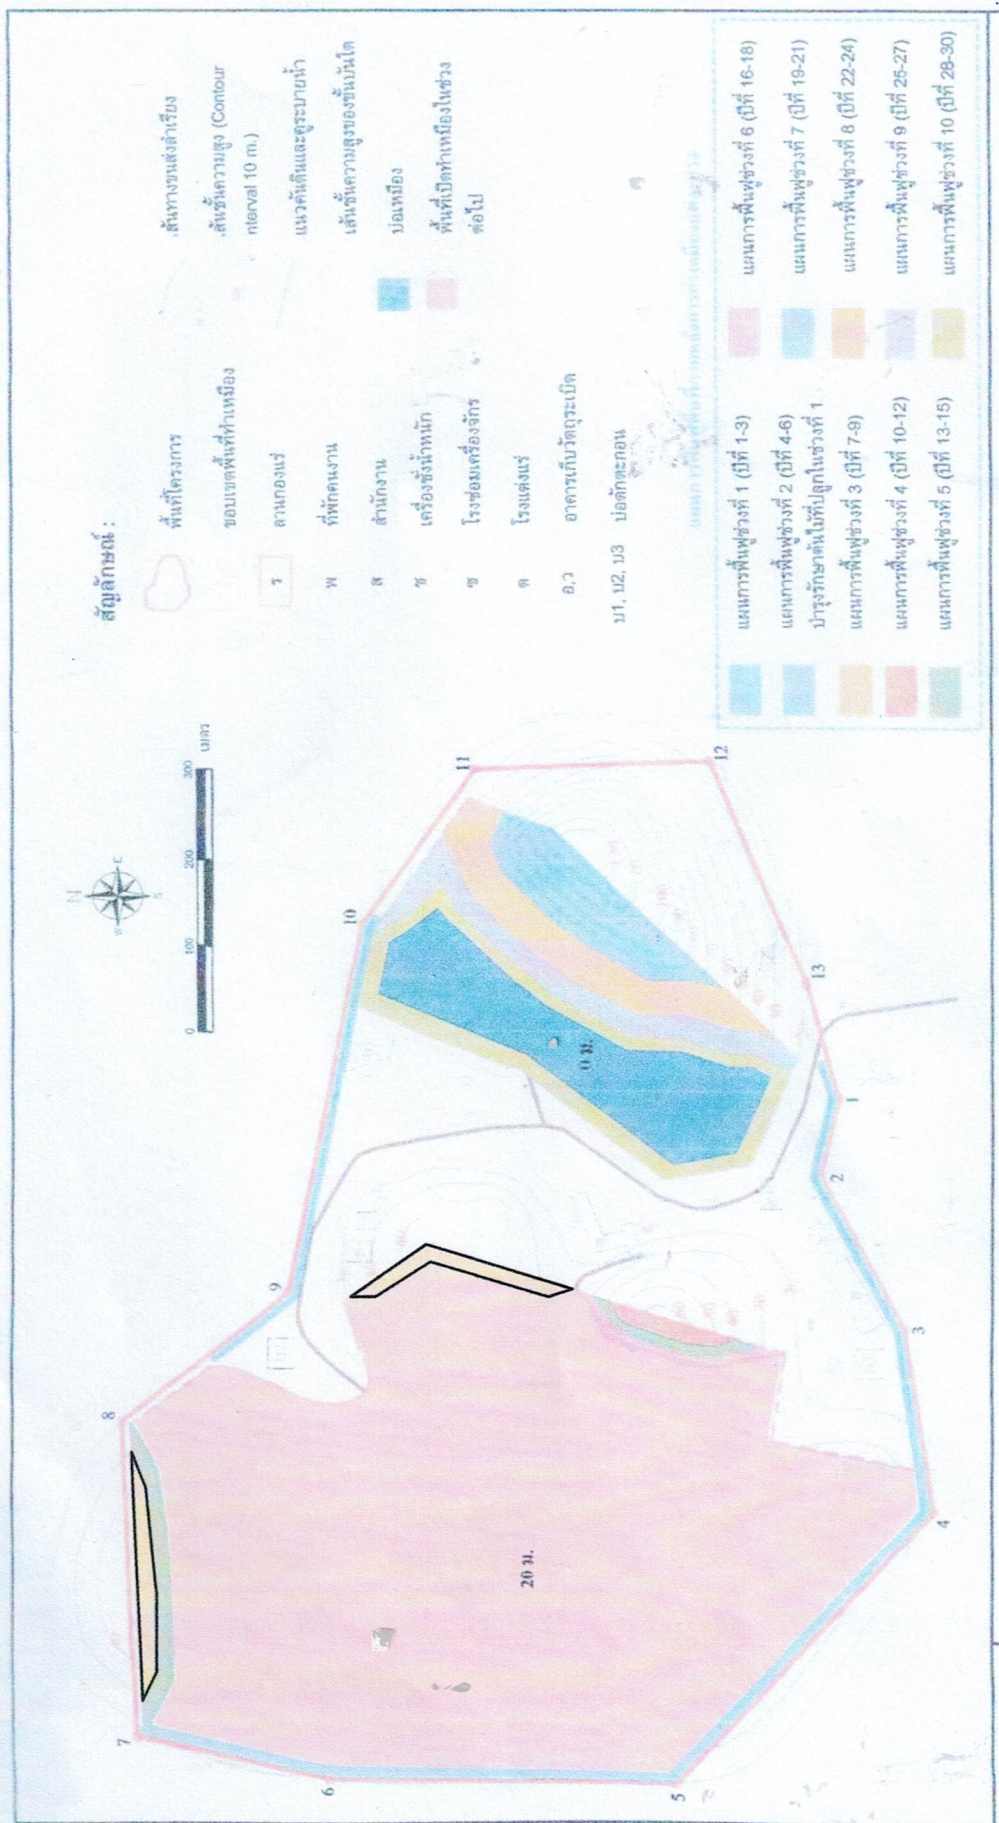 สัญลักษณ์ :
พื้นที่โครงการ
ขอบเขตพื้นที่ทำเหมือง
ร ลานกองแร่
พ ที่พักคนงาน
ส สำนักงาน
ช เครื่องชั่งน้ำหนัก
ซ โรงซ่อมเครื่องจักร
ต โรงแต่งแร่
อ,ว อาคารเก็บวัตถุระเบิด
บ1, บ2, บ3 บ่อดักตะกอน
เส้นทางขนส่งลำเรียง
เส้นชั้นความสูง (Contour
nterval 10 m.)
แนวคันดินและคูระบายน้ำ
เส้นชั้นความสูงของขั้นบันได
บ่อเหมือง
พื้นที่เปิดทำเหมืองในช่วง
ต่อไป
แผนการฟื้นฟูช่วงที่ 1 (ปีที่ 1-3)
แผนการฟื้นฟูช่วงที่ 2 (ปีที่ 4-6)
บำรุงรักษาต้นไม้ที่ปลูกในช่วงที่ 1
แผนการฟื้นฟูช่วงที่ 3 (ปีที่ 7-9)
แผนการฟื้นฟูช่วงที่ 4 (ปีที่ 10-12)
แผนการฟื้นฟูช่วงที่ 5 (ปีที่ 13-15)
แผนการฟื้นฟูช่วงที่ 6 (ปีที่ 16-18)
แผนการฟื้นฟูช่วงที่ 7 (ปีที่ 19-21)
แผนการฟื้นฟูช่วงที่ 8 (ปีที่ 22-24)
แผนการฟื้นฟูช่วงที่ 9 (ปีที่ 25-27)
แผนการฟื้นฟูช่วงที่ 10 (ปีที่ 28-30)
N
W E
S
0 100 200 300
เมตร
7
8
9
10
11
12
13
1
2
3
4
5
6
20 ม.
0 ม.